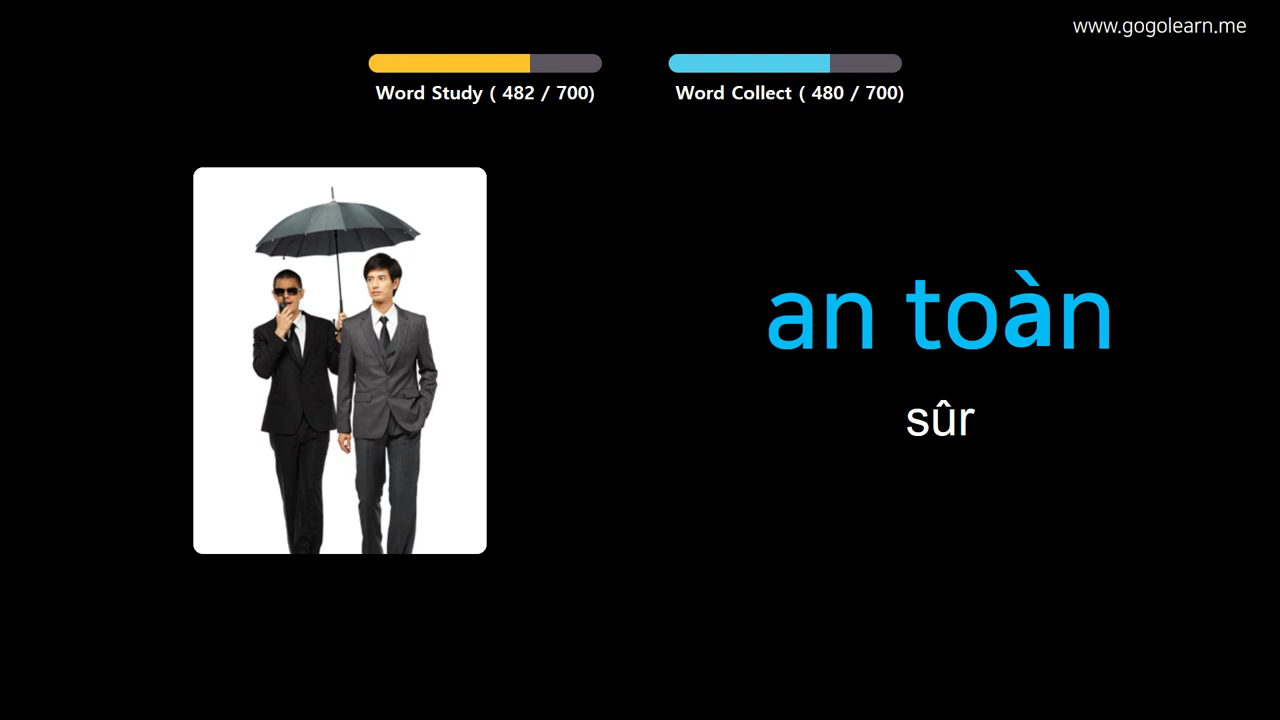 www.gogolearn.me
Word Study ( 482 / 700)
Word Collect ( 480 / 700)
an toàn
sûr